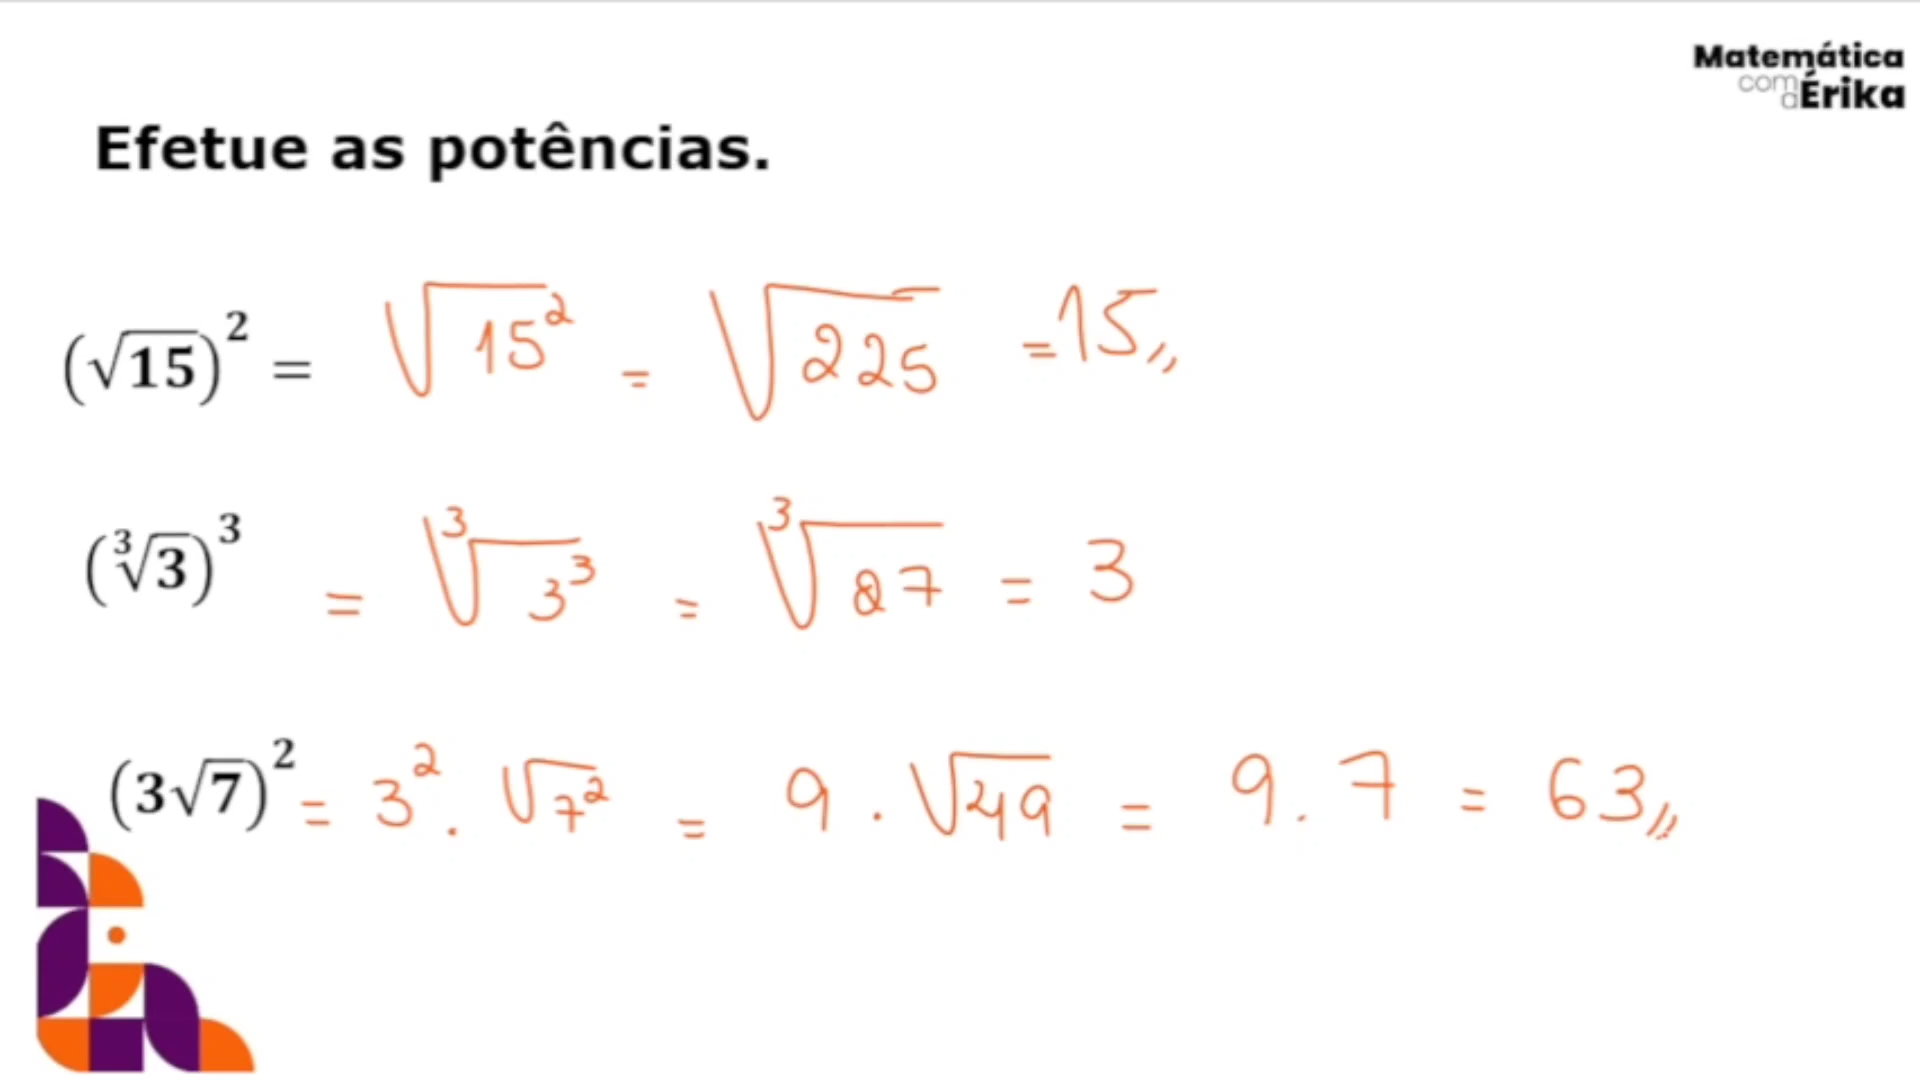 Matemática
com a Érika
Efetue as potências.
(√15)² = √15² = √225 = 15,,
(∛3)³ = ∛3³ = ∛27 = 3
(3√7)² = 3² . √7² = 9 . √49 = 9 . 7 = 63,,